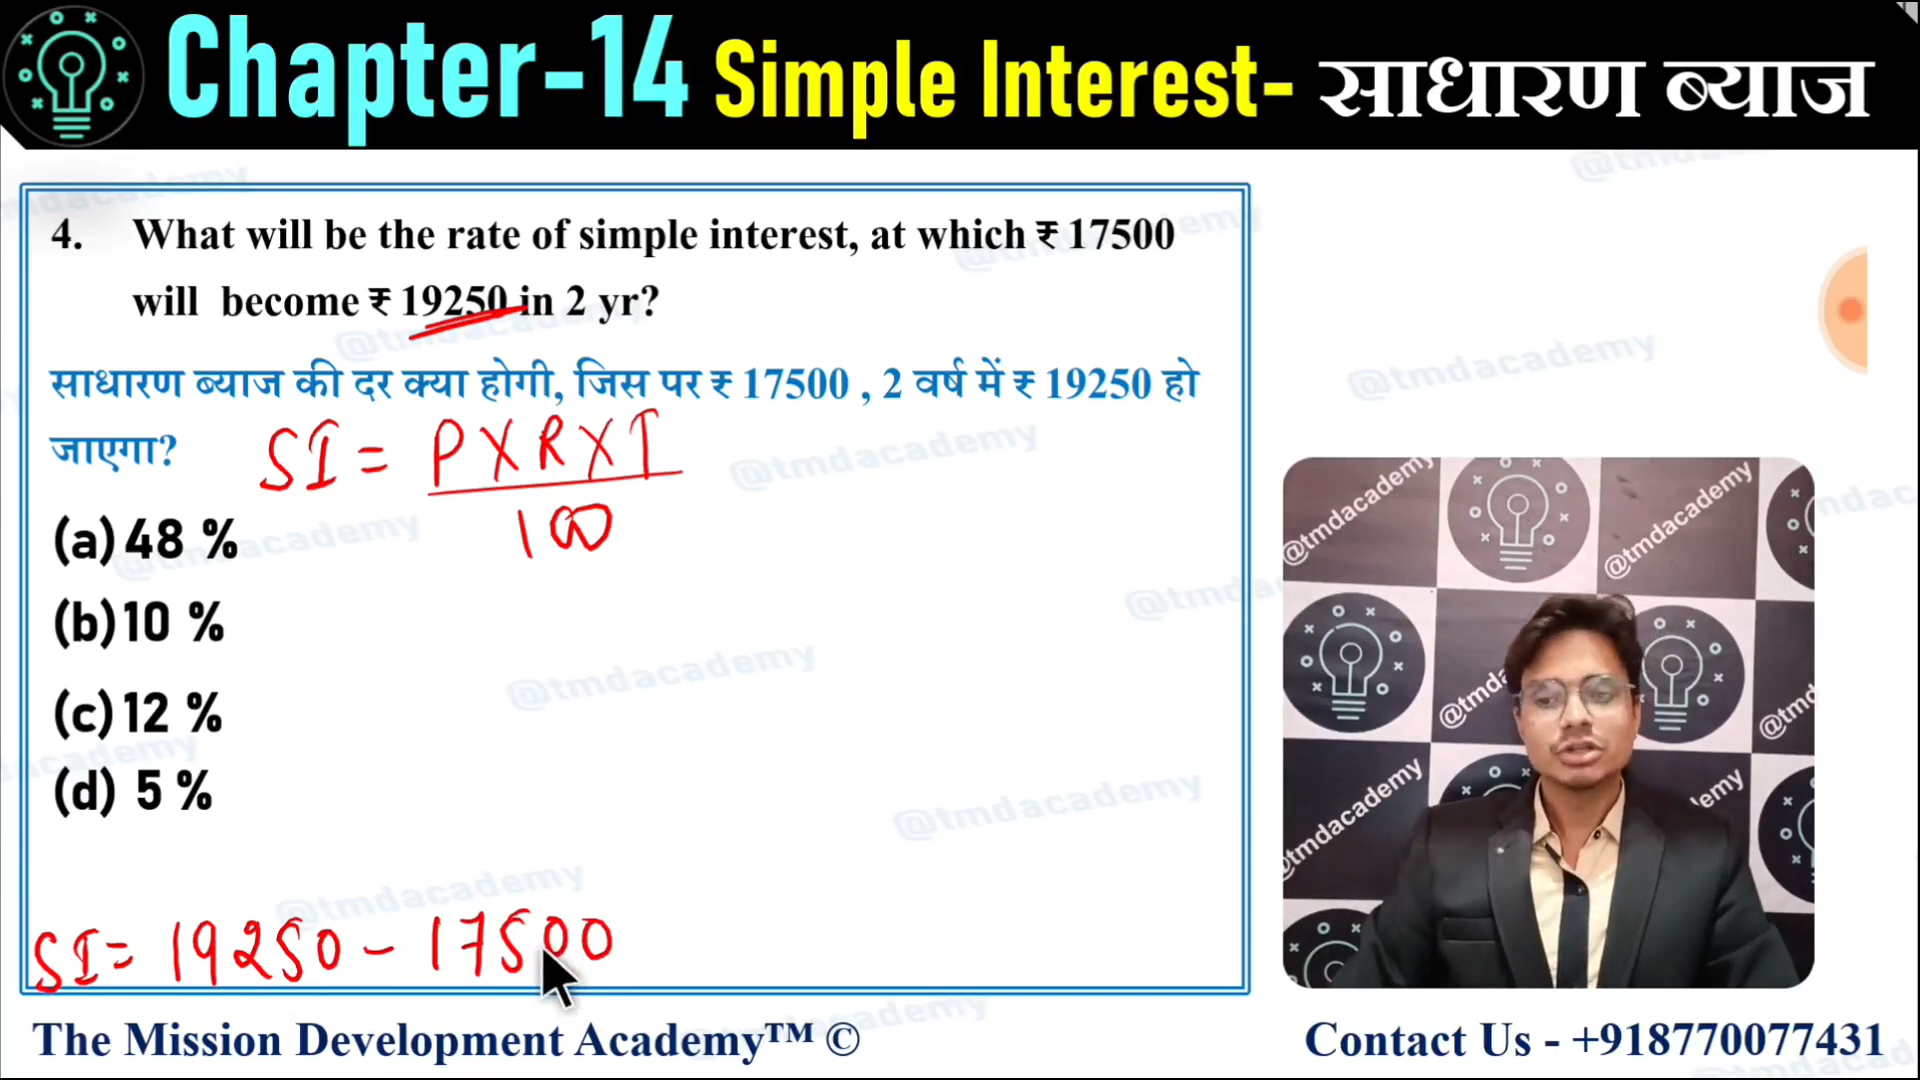 Chapter-14 Simple Interest- साधारण ब्याज
4. What will be the rate of simple interest, at which ₹ 17500
will become ₹ 19250 in 2 yr?
साधारण ब्याज की दर क्या होगी, जिस पर ₹ 17500 , 2 वर्ष में ₹ 19250 हो
जाएगा?
SI = P X R X T
100
(a) 48 %
(b) 10 %
(c) 12 %
(d) 5 %
SI = 19250 - 17500
@tmdacademy
The Mission Development Academy™ ©
Contact Us - +918770077431